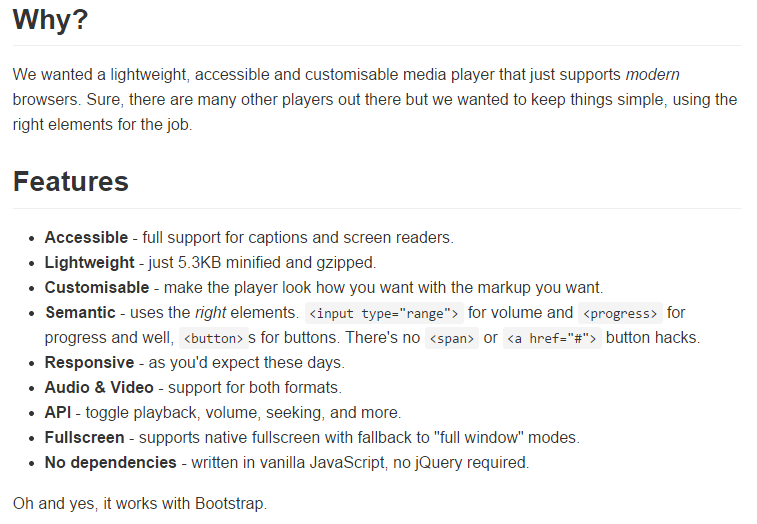 Why?
We wanted a lightweight, accessible and customisable media player that just supports modern
browsers. Sure, there are many other players out there but we wanted to keep things simple, using the
right elements for the job.
Features
• Accessible - full support for captions and screen readers.
• Lightweight - just 5.3KB minified and gzipped.
• Customisable - make the player look how you want with the markup you want.
• Semantic - uses the right elements. <input type="range"> for volume and <progress> for
progress and well, <button> s for buttons. There's no <span> or <a href="#"> button hacks.
• Responsive - as you'd expect these days.
• Audio & Video - support for both formats.
• API - toggle playback, volume, seeking, and more.
• Fullscreen - supports native fullscreen with fallback to "full window" modes.
• No dependencies - written in vanilla JavaScript, no jQuery required.
Oh and yes, it works with Bootstrap.